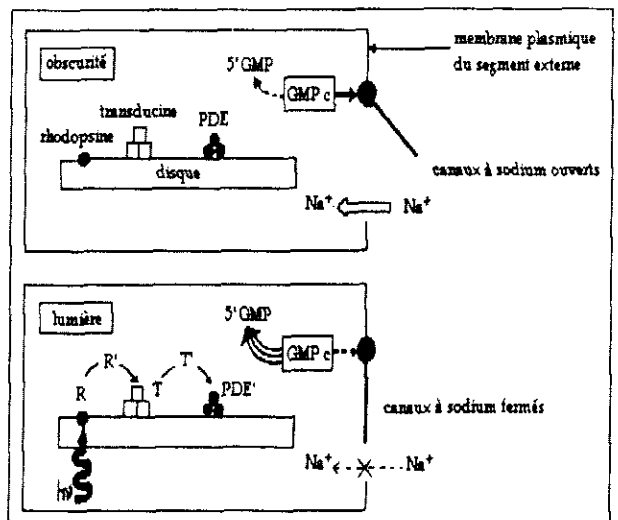 obscurité
membrane plasmique
du segment externe
5' GMP
GMP c
transducine
PDE
rhodopsine
disque
canaux à sodium ouverts
Na+
Na+
lumière
5' GMP
GMP c
R'
T'
R
T
PDE'
canaux à sodium fermés
Na+
Na+